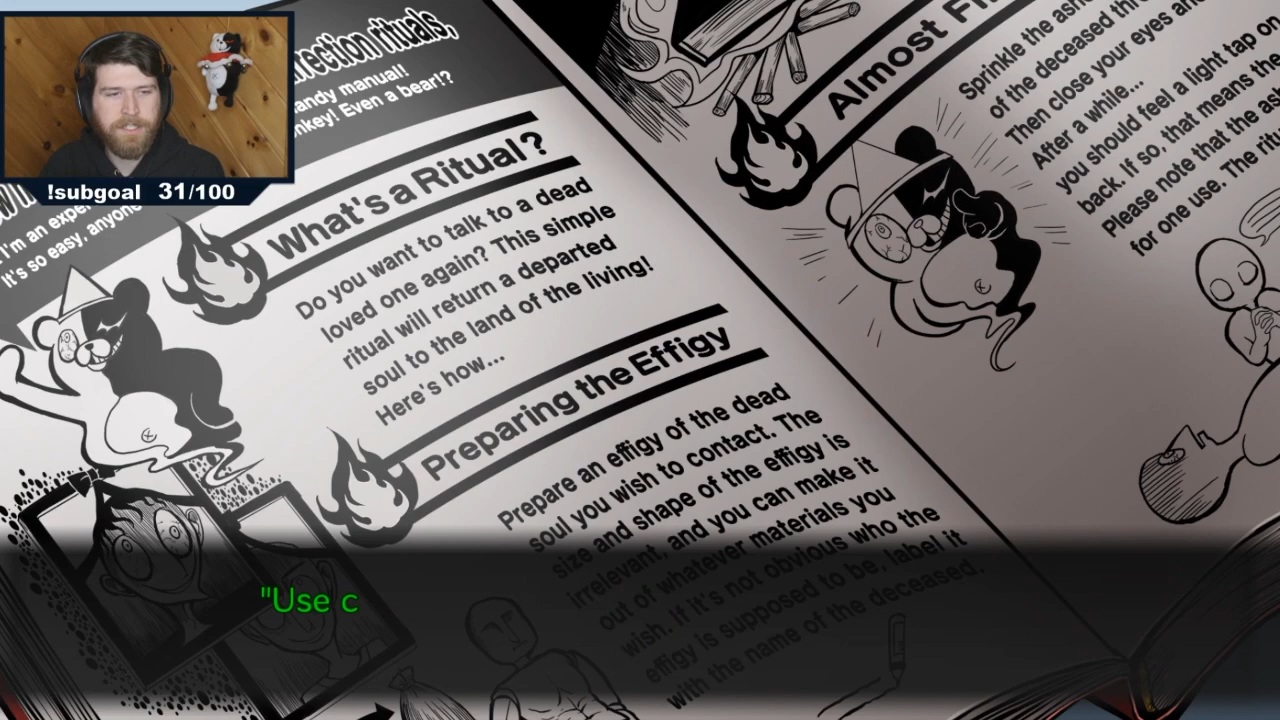 rection rituals,
andy manual!
nkey! Even a bear!?
!subgoal 31/100
I'm an expe
It's so easy, anyone
What's a Ritual?
Do you want to talk to a dead
loved one again? This simple
ritual will return a departed
soul to the land of the living!
Here's how...
Preparing the Effigy
Prepare an effigy of the dead
soul you wish to contact. The
size and shape of the effigy is
irrelevant, and you can make it
out of whatever materials you
wish. If it's not obvious who the
effigy is supposed to be, label it
with the name of the deceased.
Almost Fi
Sprinkle the ashe
of the deceased thr
Then close your eyes an
After a while...
you should feel a light tap on
back. If so, that means the
Please note that the ash
for one use. The ritu
"Use c